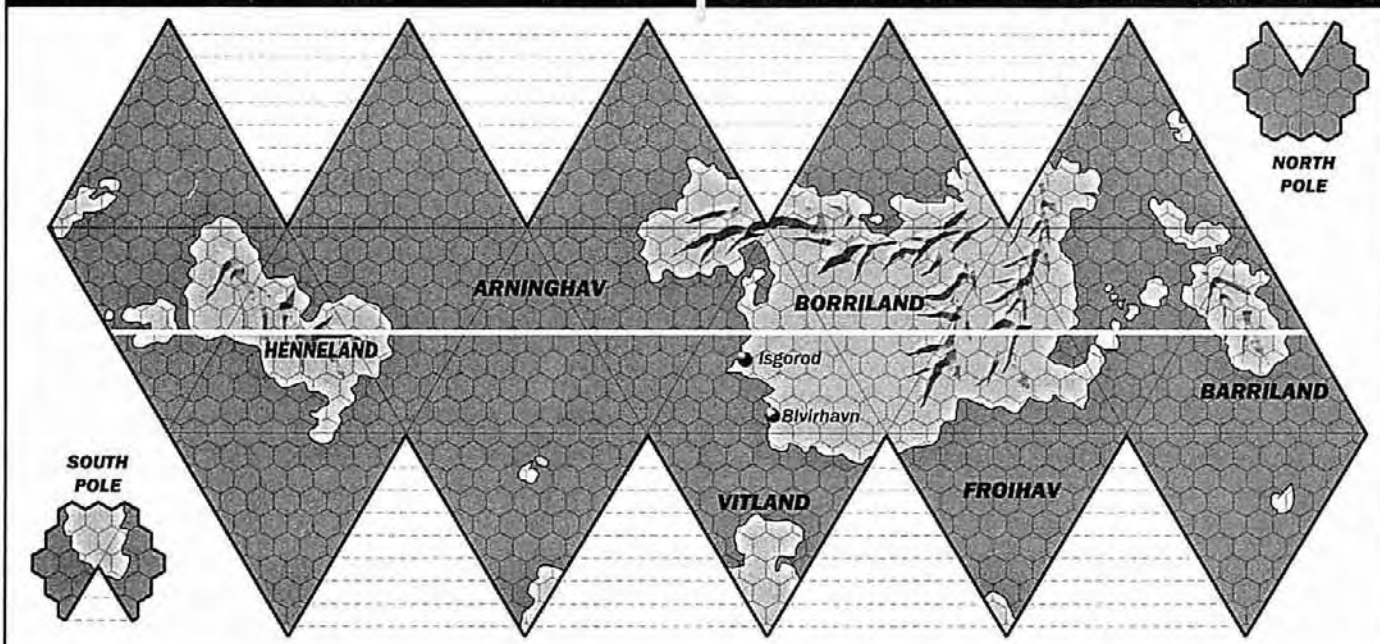 NORTH
POLE
ARNINGHAV
BORRILAND
HENNELAND
Isgorod
BARRILAND
Blvirhavn
SOUTH
POLE
VITLAND
FROIHAV